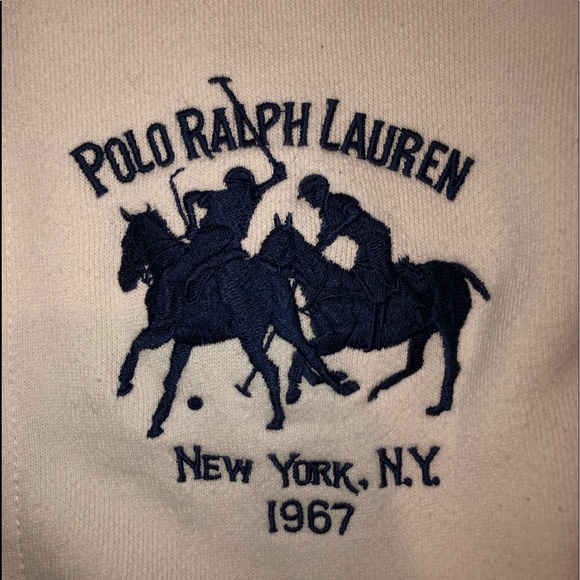 POLO RALPH LAUREN
NEW YORK, N.Y.
1967